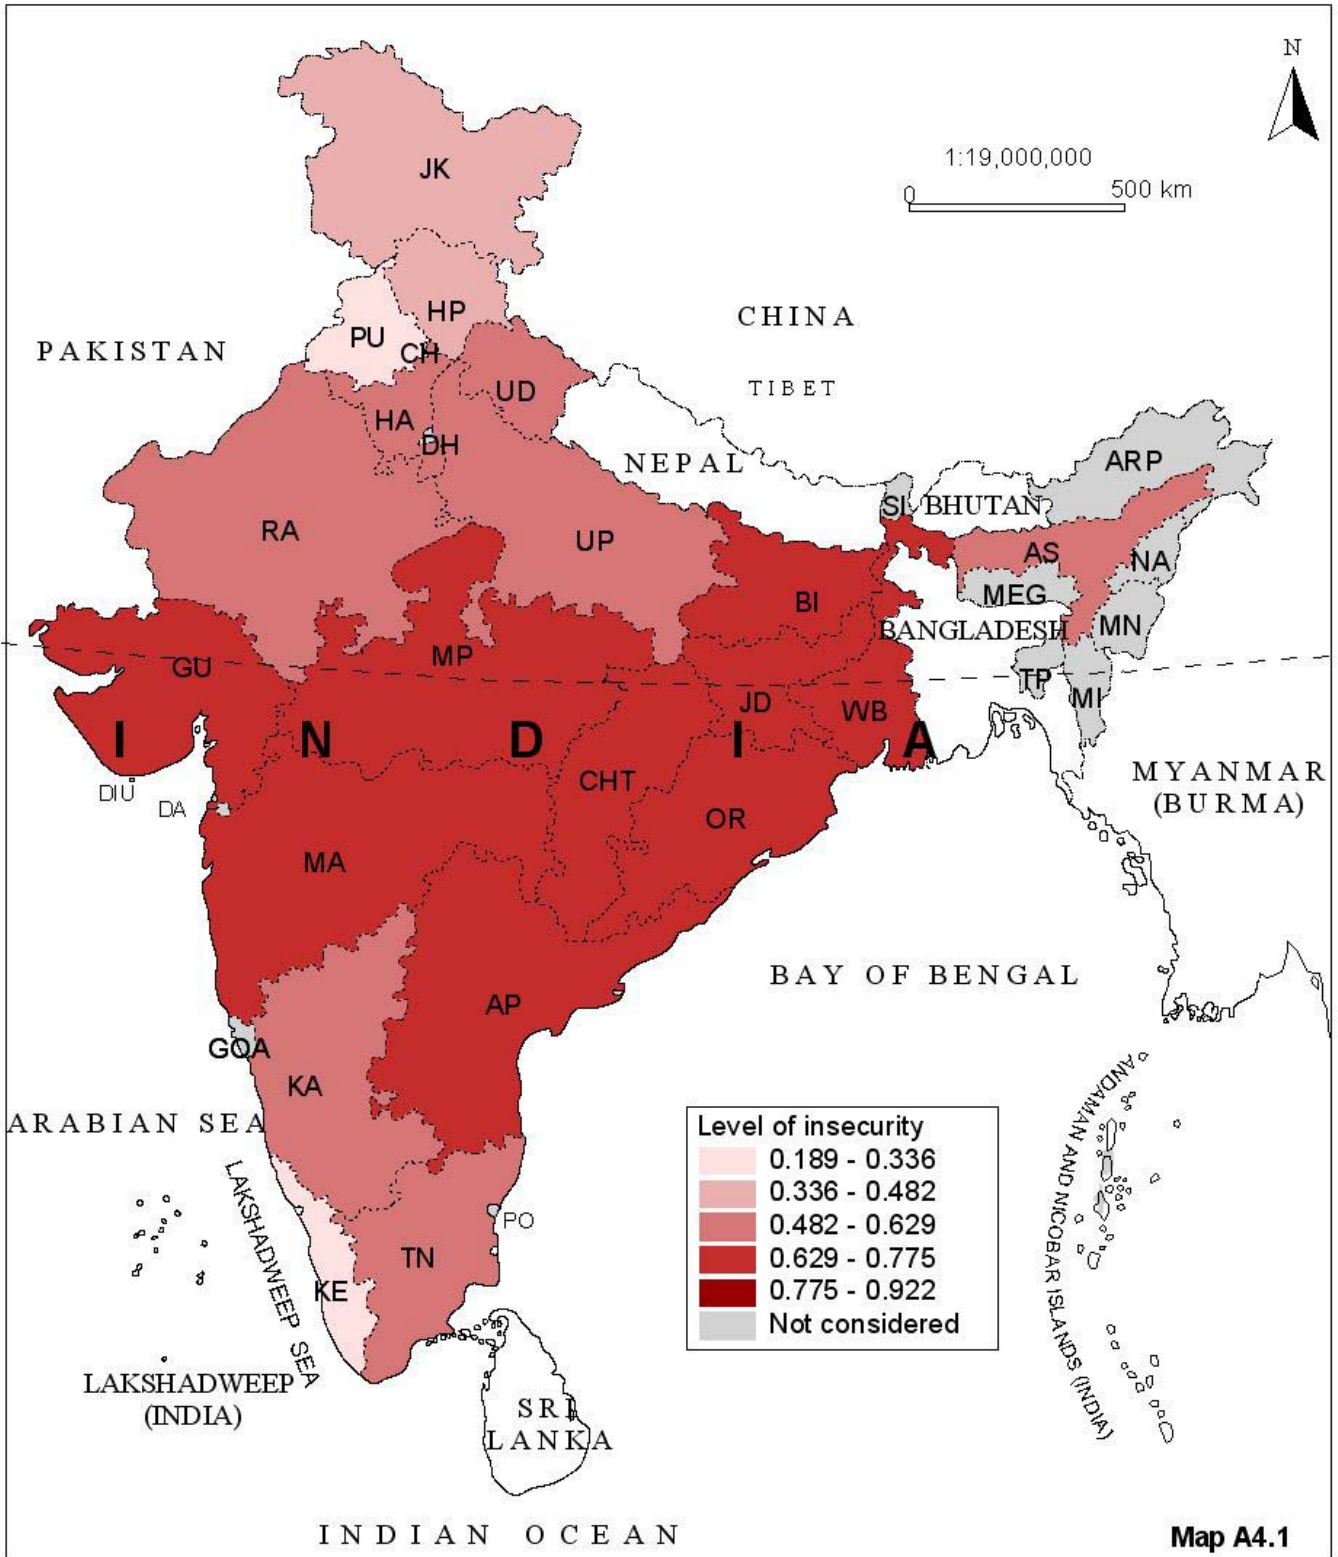 N
1:19,000,000
0 500 km
JK
HP
PU
CH
CHINA
PAKISTAN
TIBET
UD
HA
DH
NEPAL
ARP
SI
BHUTAN
RA
UP
AS
NA
MEG
BI
BANGLADESH
MN
MP
GU
TP
MI
JD
WB
I N D I A
CHT
MYANMAR
(BURMA)
DIU
DA
OR
MA
BAY OF BENGAL
AP
GOA
KA
ARABIAN SEA
ANDAMAN AND NICOBAR ISLANDS (INDIA)
Level of insecurity
0.189 - 0.336
0.336 - 0.482
0.482 - 0.629
0.629 - 0.775
0.775 - 0.922
Not considered
LAKSHADWEEP SEA
PO
TN
KE
LAKSHADWEEP
(INDIA)
SRI
LANKA
INDIAN OCEAN
Map A4.1